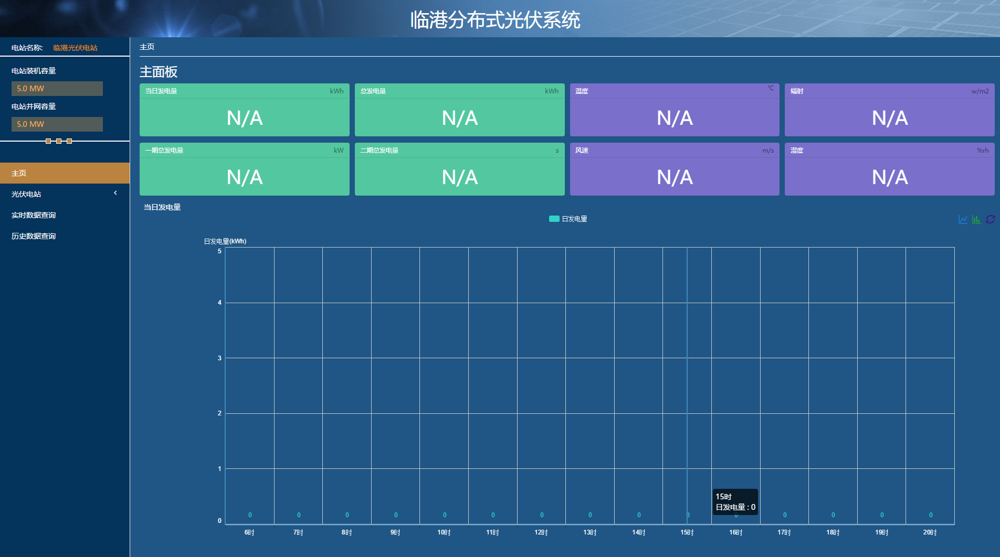 临港分布式光伏系统
电站名称: 临港光伏电站
电站装机容量
5.0 MW
电站并网容量
5.0 MW
主页
光伏电站
实时数据查询
历史数据查询
主页
主面板
当日发电量 kWh
N/A
总发电量 kWh
N/A
温度 ℃
N/A
辐射 w/m2
N/A
一期总发电量 kW
N/A
二期总发电量 s
N/A
风速 m/s
N/A
湿度 %rh
N/A
当日发电量
日发电量
日发电量(kWh)
5
4
3
2
1
0
0 0 0 0 0 0 0 0 0 0 0 0 0 0 0
15时
日发电量 : 0
6时 7时 8时 9时 10时 11时 12时 13时 14时 15时 16时 17时 18时 19时 20时